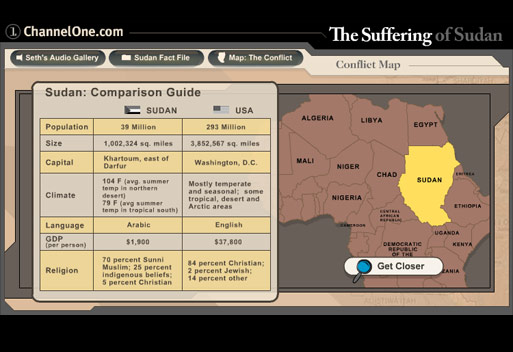 1. ChannelOne.com
The Suffering of Sudan
Seth's Audio Gallery
Sudan Fact File
Map: The Conflict
Conflict Map
Sudan: Comparison Guide
SUDAN
USA
Population
39 Million
293 Million
Size
1,002,324 sq. miles
3,852,567 sq. miles
Capital
Khartoum, east of
Darfur
Washington, D.C.
Climate
104 F (avg. summer
temp in northern
desert)
79 F (avg summer
temp in tropical south)
Mostly temperate
and seasonal; some
tropical, desert and
Arctic areas
Language
Arabic
English
GDP
(per person)
$1,900
$37,800
Religion
70 percent Sunni
Muslim; 25 percent
indigenous beliefs;
5 percent Christian
84 percent Christian;
2 percent Jewish;
14 percent other
ALGERIA
LIBYA
EGYPT
MALI
NIGER
CHAD
SUDAN
ERITREA
NIGERIA
ETHIOPIA
CENTRAL
AFRICAN
REPUBLIC
CAMEROON
UGANDA
KENYA
DEMOCRATIC
REPUBLIC
OF THE
Get Closer